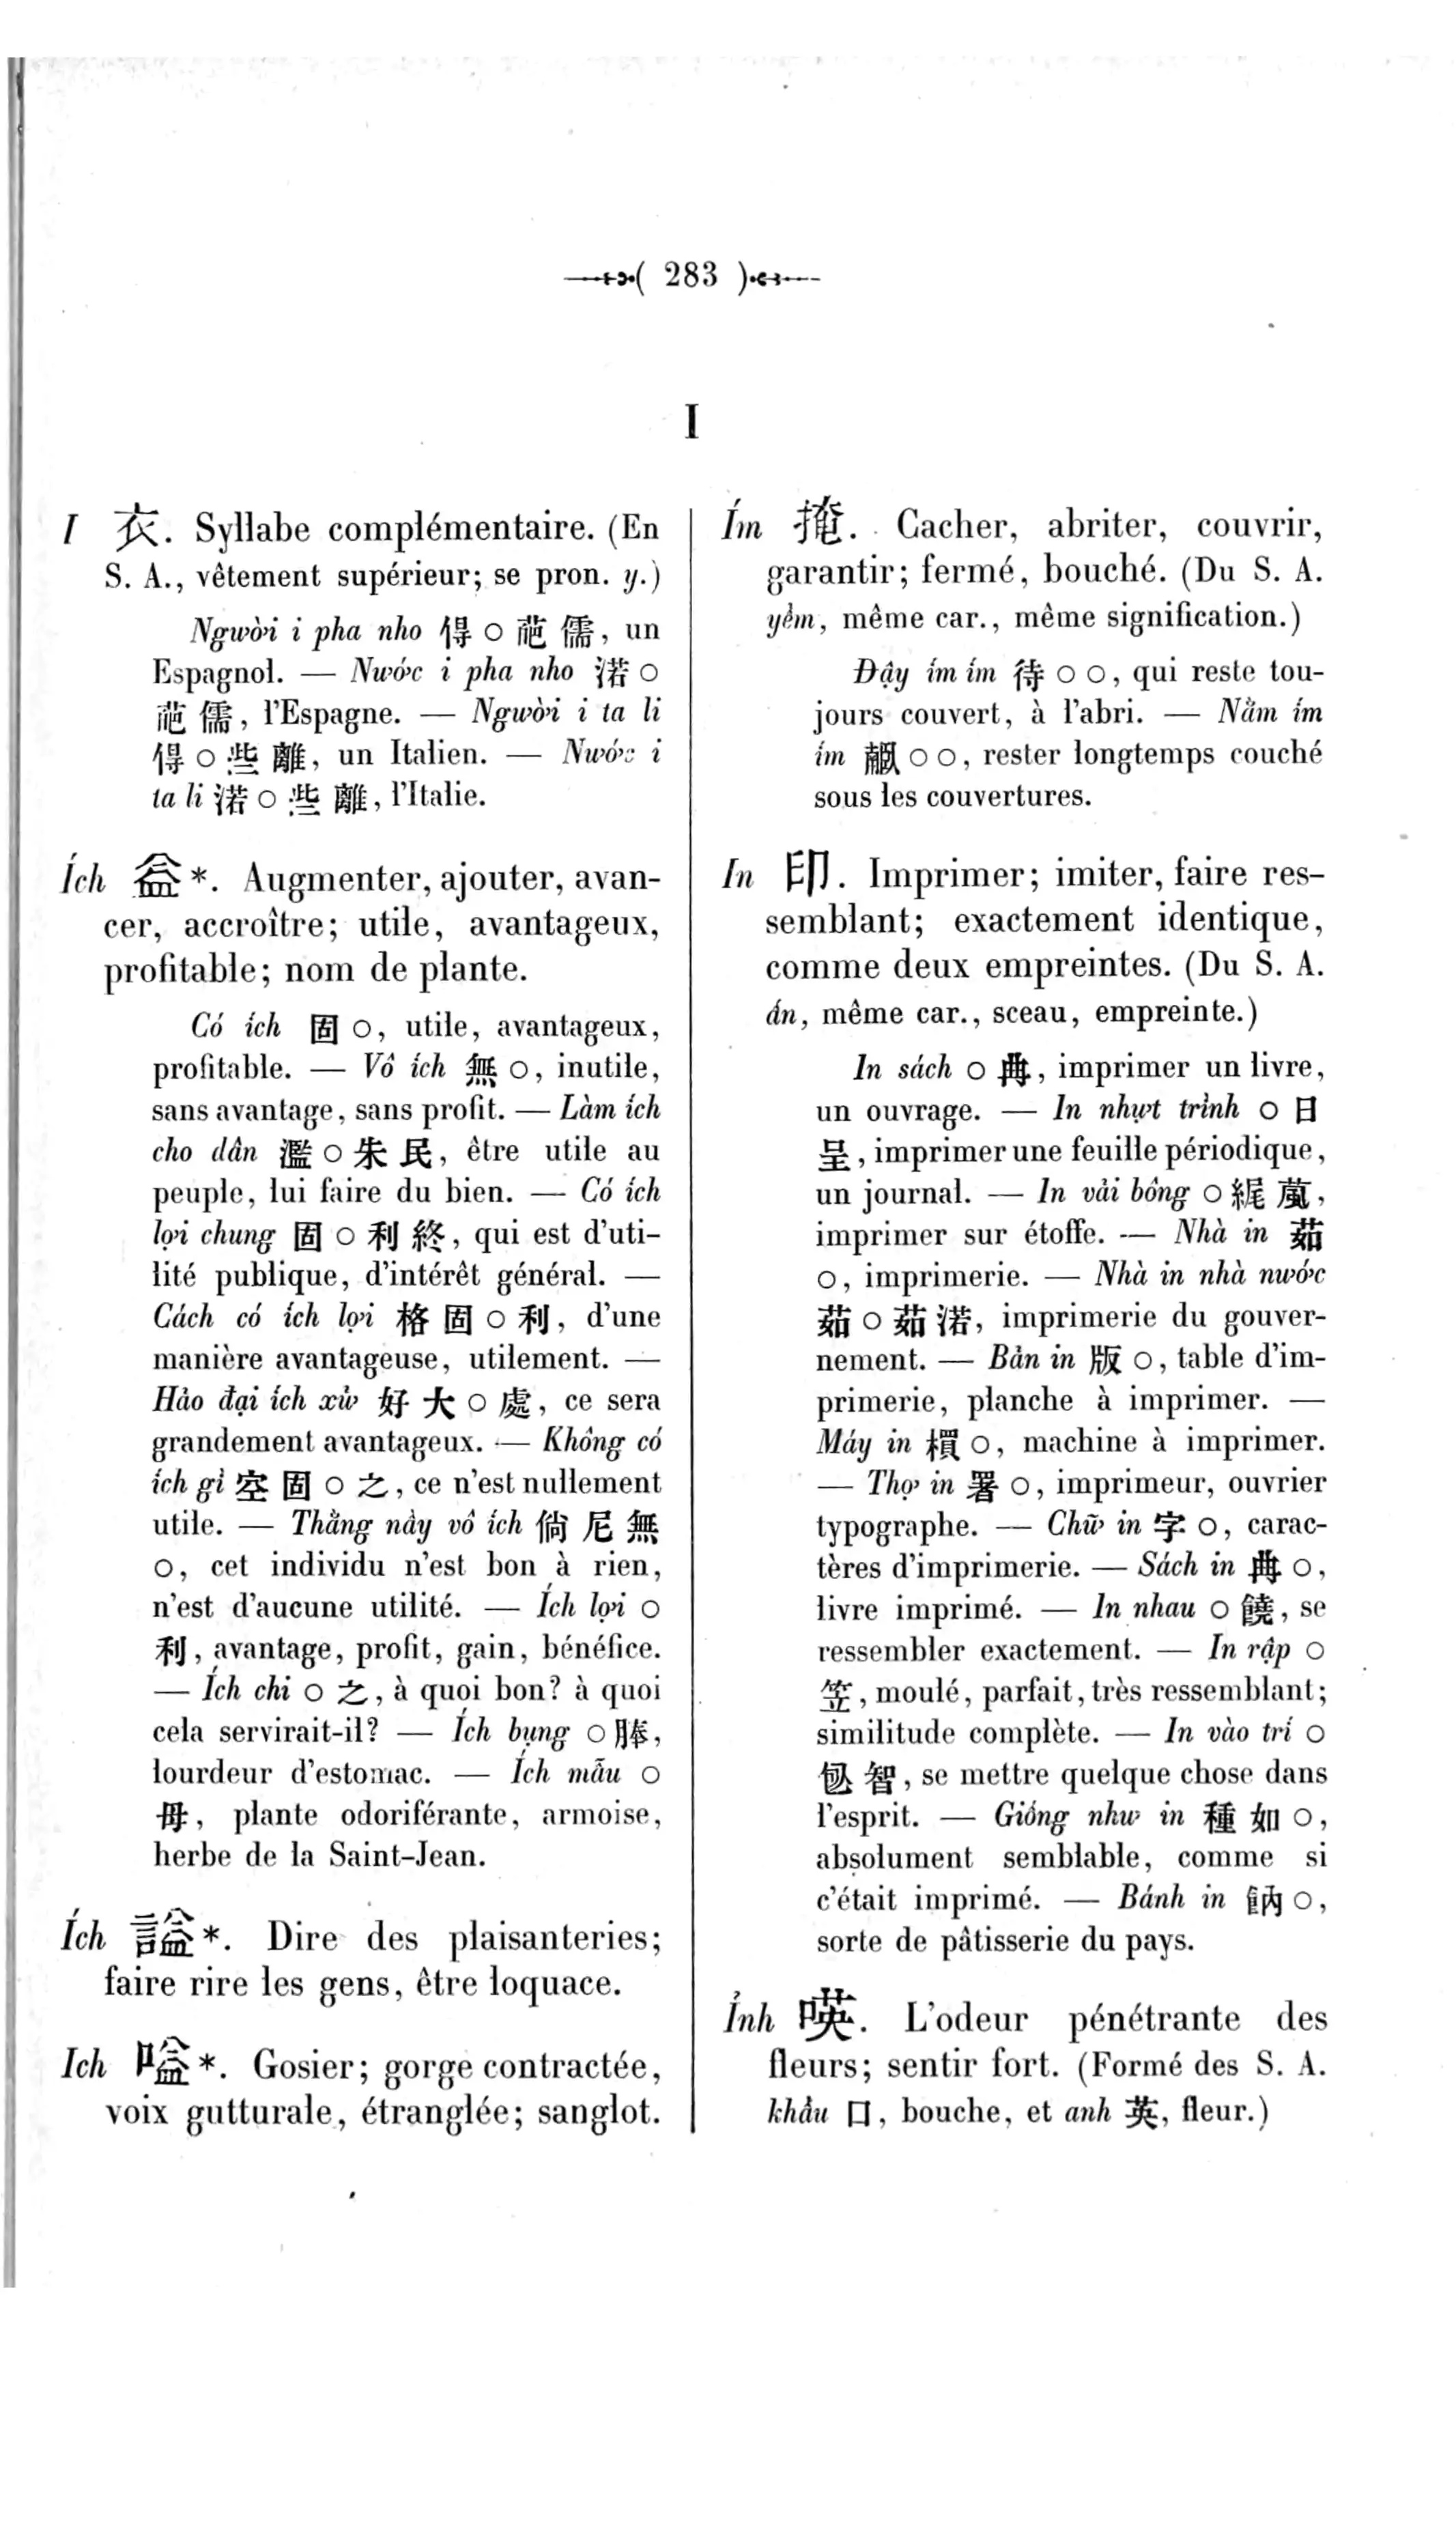 ( 283 )
I
I 衣. Syllabe complémentaire. (En
S. A., vêtement supérieur; se pron. y.)
Người i pha nho 得 ○ 葩 儒, un
Espagnol. — Nước i pha nho 渃 ○
葩 儒, l'Espagne. — Người i ta li
得 ○ 些 離, un Italien. — Nước i
ta li 渃 ○ 些 離, l'Italie.
Ích 益 *. Augmenter, ajouter, avan-
cer, accroître; utile, avantageux,
profitable; nom de plante.
Có ích 固 ○, utile, avantageux,
profitable. — Vô ích 無 ○, inutile,
sans avantage, sans profit. — Làm ích
cho dân 濫 ○ 朱 民, être utile au
peuple, lui faire du bien. — Có ích
lợi chung 固 ○ 利 終, qui est d'uti-
lité publique, d'intérêt général. —
Cách có ích lợi 格 固 ○ 利, d'une
manière avantageuse, utilement. —
Hảo đại ích xử 好 大 ○ 處, ce sera
grandement avantageux. — Không có
ích gì 空 固 ○ 之, ce n'est nullement
utile. — Thằng nầy vô ích 倘 尼 無
○, cet individu n'est bon à rien,
n'est d'aucune utilité. — Ích lợi ○
利, avantage, profit, gain, bénéfice.
— Ích chi ○ 之, à quoi bon? à quoi
cela servirait-il? — Ích bụng ○ 䏾,
lourdeur d'estomac. — Ích mẫu ○
母, plante odoriférante, armoise,
herbe de la Saint-Jean.
Ích 謚 *. Dire des plaisanteries;
faire rire les gens, être loquace.
Ich 嗌 *. Gosier; gorge contractée,
voix gutturale, étranglée; sanglot.
Ím 掩. Cacher, abriter, couvrir,
garantir; fermé, bouché. (Du S. A.
yểm, même car., même signification.)
Đậy ím ím 待 ○ ○, qui reste tou-
jours couvert, à l'abri. — Nằm ím
ím ○ ○, rester longtemps couché
sous les couvertures.
In 印. Imprimer; imiter, faire res-
semblant; exactement identique,
comme deux empreintes. (Du S. A.
ấn, même car., sceau, empreinte.)
In sách ○ 冊, imprimer un livre,
un ouvrage. — In nhựt trình ○ 日
呈, imprimer une feuille périodique,
un journal. — In vải bông ○ 䋦 葻,
imprimer sur étoffe. — Nhà in 茹
○, imprimerie. — Nhà in nhà nước
茹 ○ 茹 渃, imprimerie du gouver-
nement. — Bản in 版 ○, table d'im-
primerie, planche à imprimer. —
Máy in ○, machine à imprimer.
— Thợ in 署 ○, imprimeur, ouvrier
typographe. — Chữ in 字 ○, carac-
tères d'imprimerie. — Sách in 冊 ○,
livre imprimé. — In nhau ○ 饒, se
ressembler exactement. — In rập ○
笠, moulé, parfait, très ressemblant;
similitude complète. — In vào trí ○
智, se mettre quelque chose dans
l'esprit. — Giống như in 種 如 ○,
absolument semblable, comme si
c'était imprimé. — Bánh in ○,
sorte de pâtisserie du pays.
Ỉnh 喷. L'odeur pénétrante des
fleurs; sentir fort. (Formé des S. A.
khẩu 口, bouche, et anh 英, fleur.)